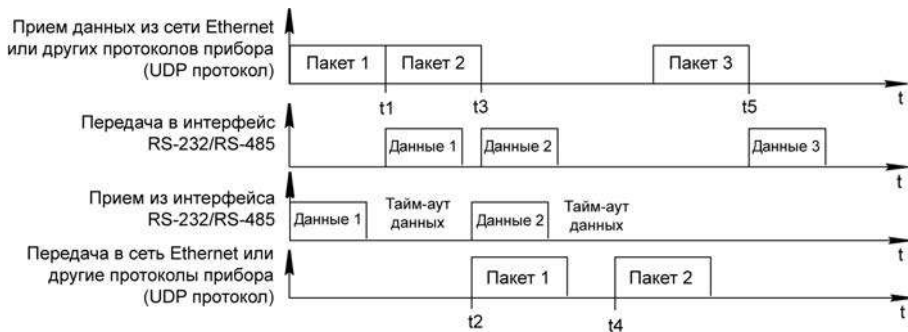 Прием данных из сети Ethernet
или других протоколов прибора
(UDP протокол)
Пакет 1
Пакет 2
Пакет 3
t1
t3
t5
t
Передача в интерфейс
RS-232/RS-485
Данные 1
Данные 2
Данные 3
t
Прием из интерфейса
RS-232/RS-485
Данные 1
Тайм-аут
данных
Данные 2
Тайм-аут
данных
t
Передача в сеть Ethernet или
другие протоколы прибора
(UDP протокол)
Пакет 1
Пакет 2
t2
t4
t